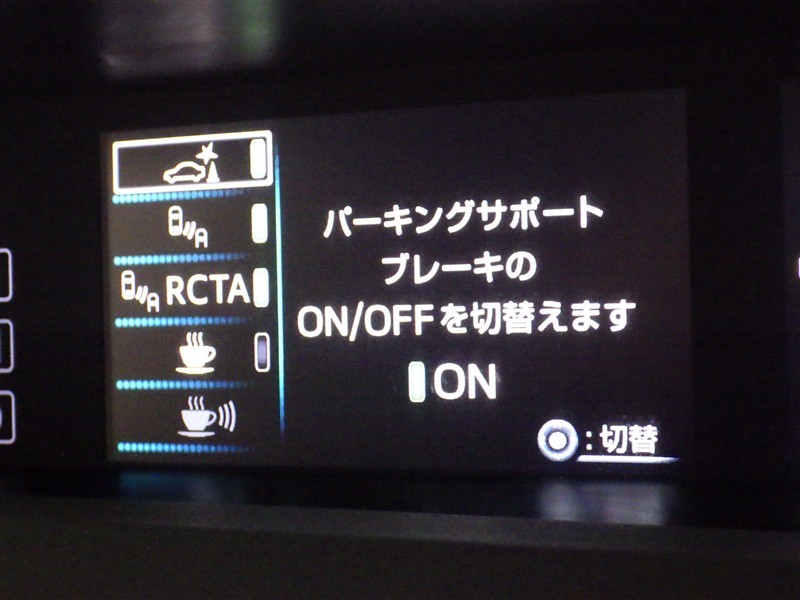 RCTA
パーキングサポート
ブレーキの
ON/OFFを切替えます
ON
:切替